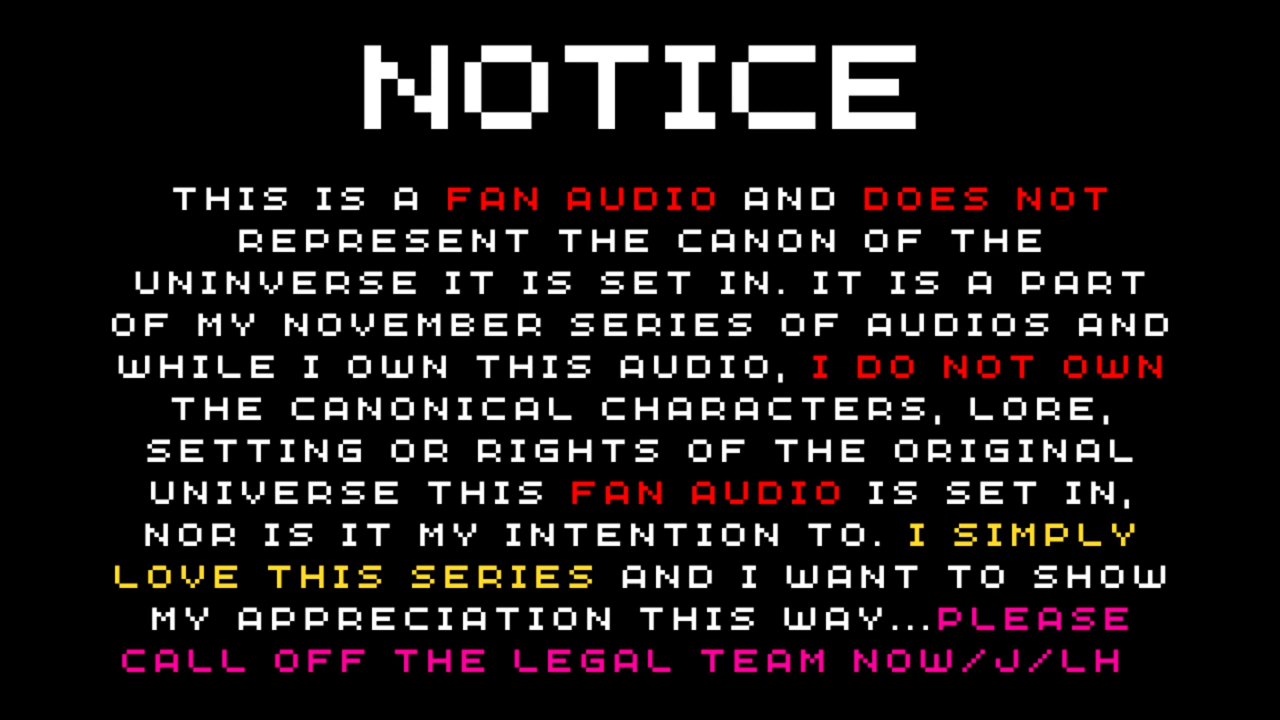 NOTICE
THIS IS A FAN AUDIO AND DOES NOT
REPRESENT THE CANON OF THE
UNINVERSE IT IS SET IN. IT IS A PART
OF MY NOVEMBER SERIES OF AUDIOS AND
WHILE I OWN THIS AUDIO, I DO NOT OWN
THE CANONICAL CHARACTERS, LORE,
SETTING OR RIGHTS OF THE ORIGINAL
UNIVERSE THIS FAN AUDIO IS SET IN,
NOR IS IT MY INTENTION TO. I SIMPLY
LOVE THIS SERIES AND I WANT TO SHOW
MY APPRECIATION THIS WAY...PLEASE
CALL OFF THE LEGAL TEAM NOW/J/LH